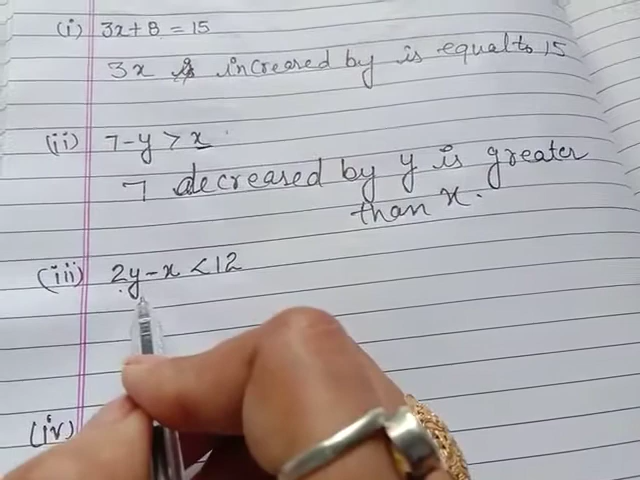 (i) 3x + 8 = 15
3x is increased by is equal to 15
(ii) 7 - y > x
7 decreased by y is greater
than x.
(iii) 2y - x < 12
(iv)